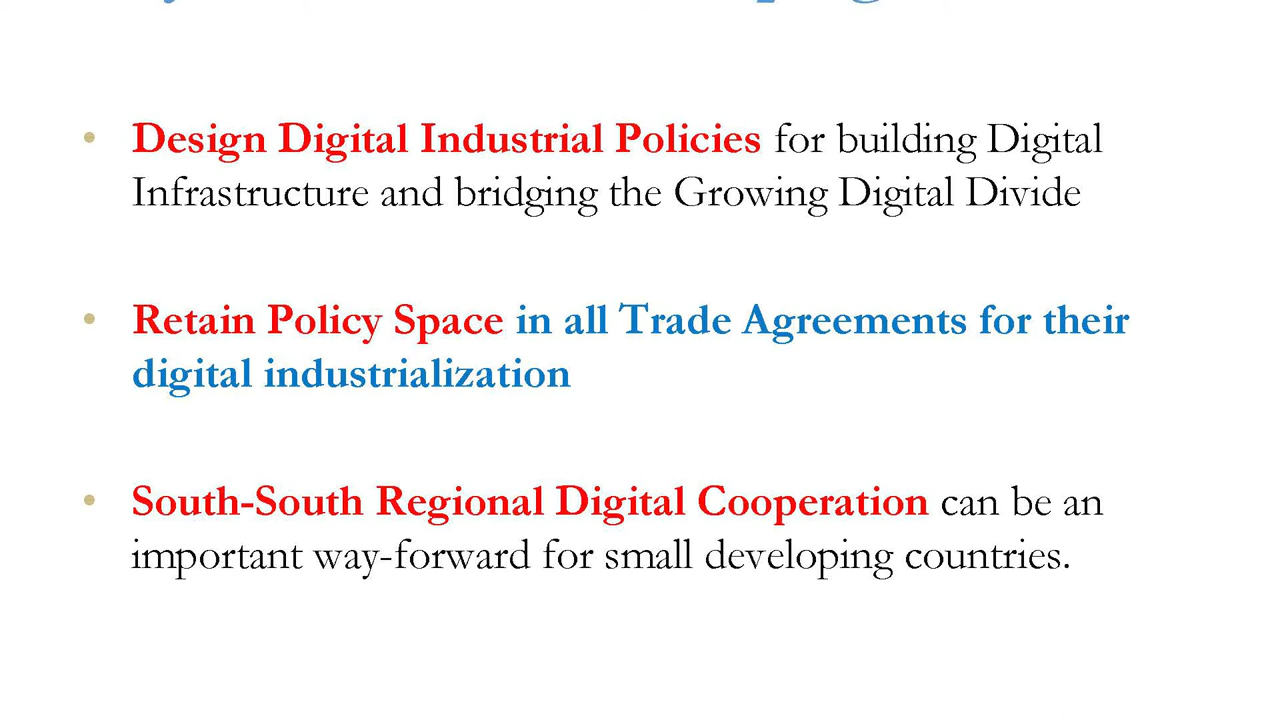 • Design Digital Industrial Policies for building Digital
Infrastructure and bridging the Growing Digital Divide
• Retain Policy Space in all Trade Agreements for their
digital industrialization
• South-South Regional Digital Cooperation can be an
important way-forward for small developing countries.